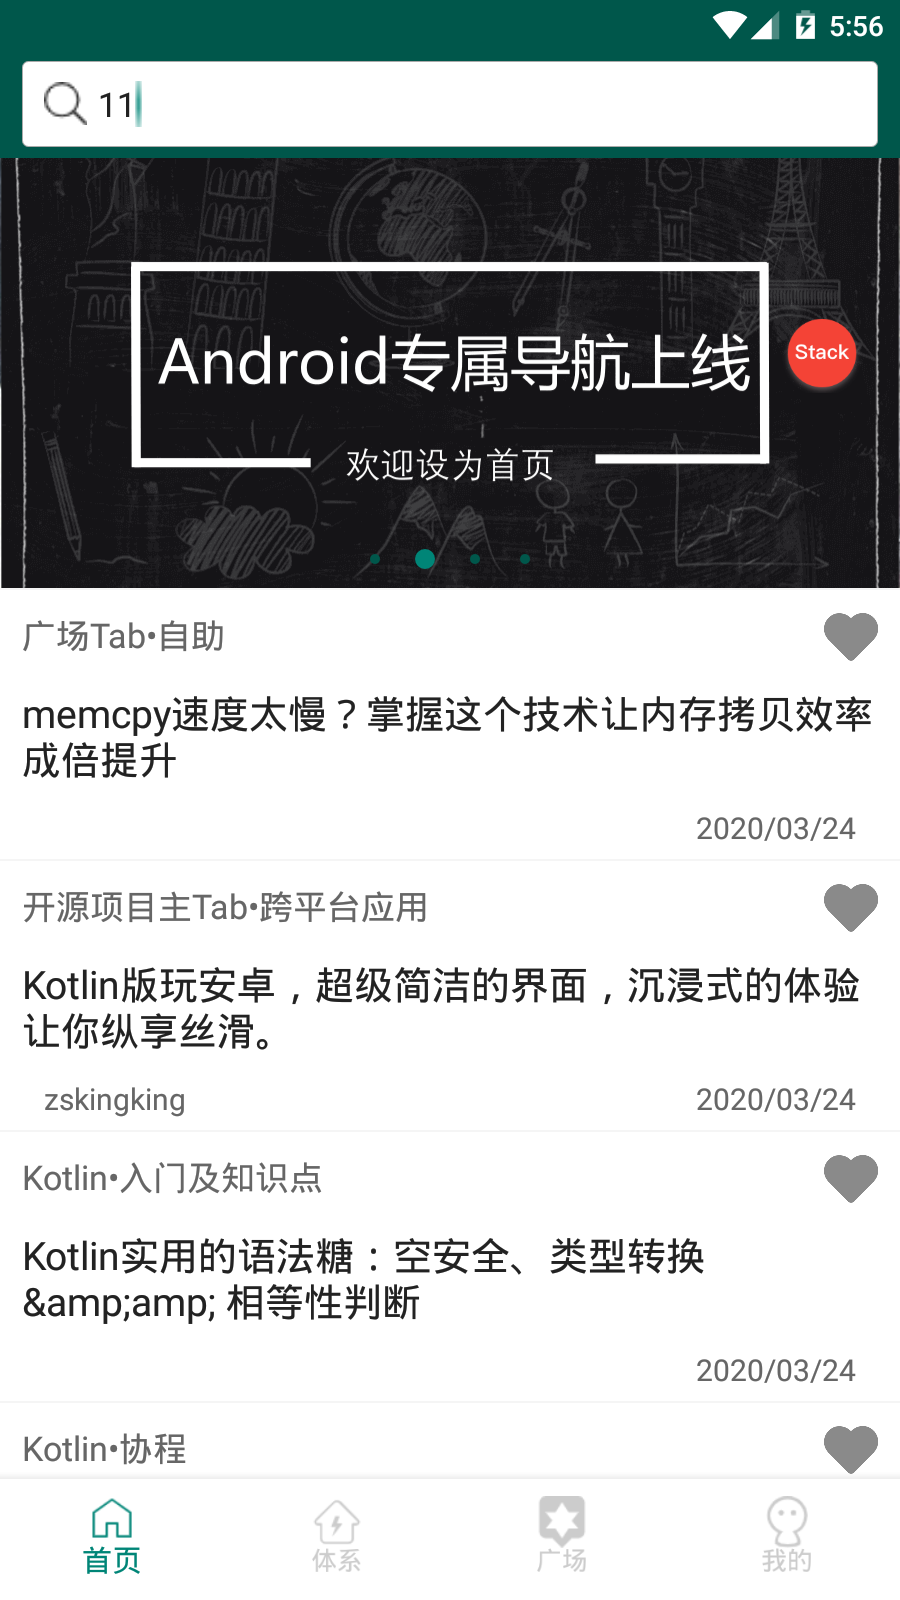 5:56
11
Android专属导航上线
Stack
欢迎设为首页
广场Tab•自助
memcpy速度太慢？掌握这个技术让内存拷贝效率
成倍提升
2020/03/24
开源项目主Tab•跨平台应用
Kotlin版玩安卓，超级简洁的界面，沉浸式的体验
让你纵享丝滑。
zskingking 2020/03/24
Kotlin•入门及知识点
Kotlin实用的语法糖：空安全、类型转换
&amp;amp; 相等性判断
2020/03/24
Kotlin•协程
首页 体系 广场 我的